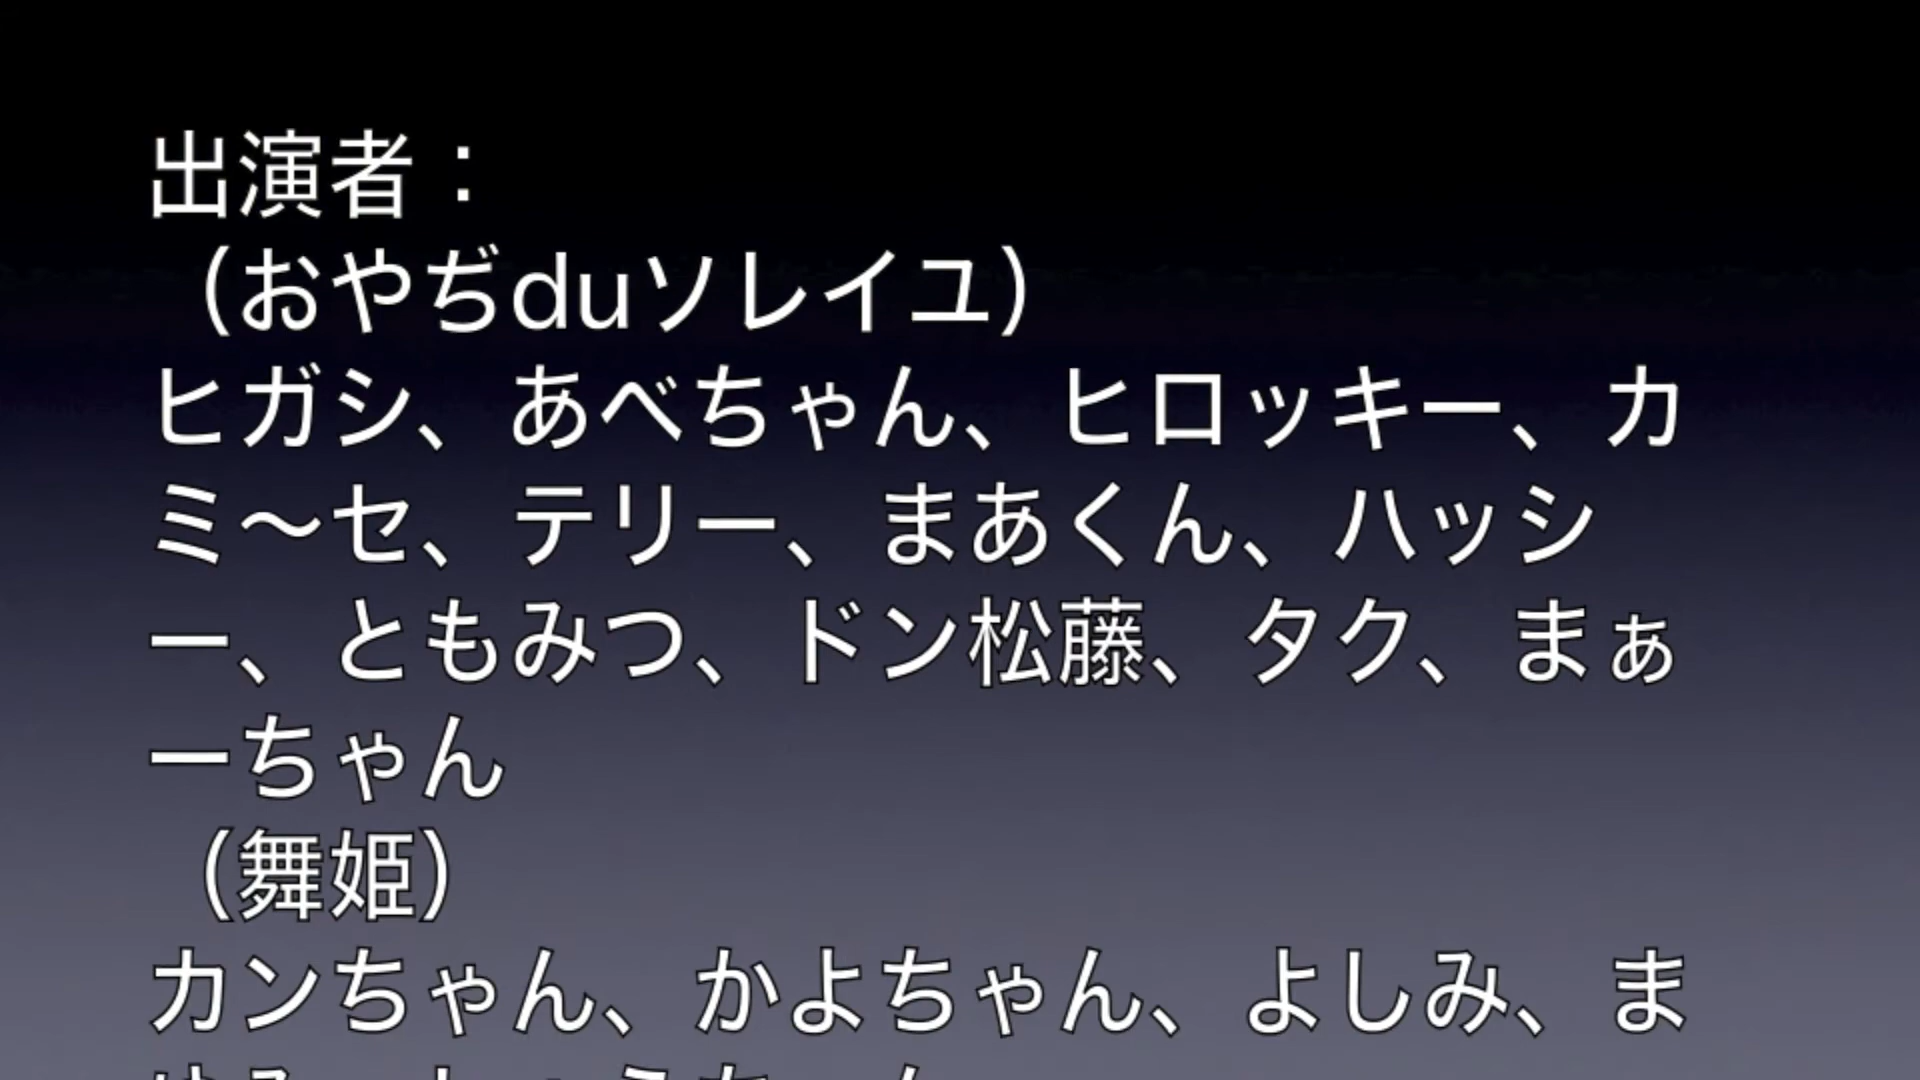 出演者：
（おやぢduソレイユ）
ヒガシ、あべちゃん、ヒロッキー、カ
ミ〜セ、テリー、まあくん、ハッシ
ー、ともみつ、ドン松藤、タク、まぁ
ーちゃん
（舞姫）
カンちゃん、かよちゃん、よしみ、ま